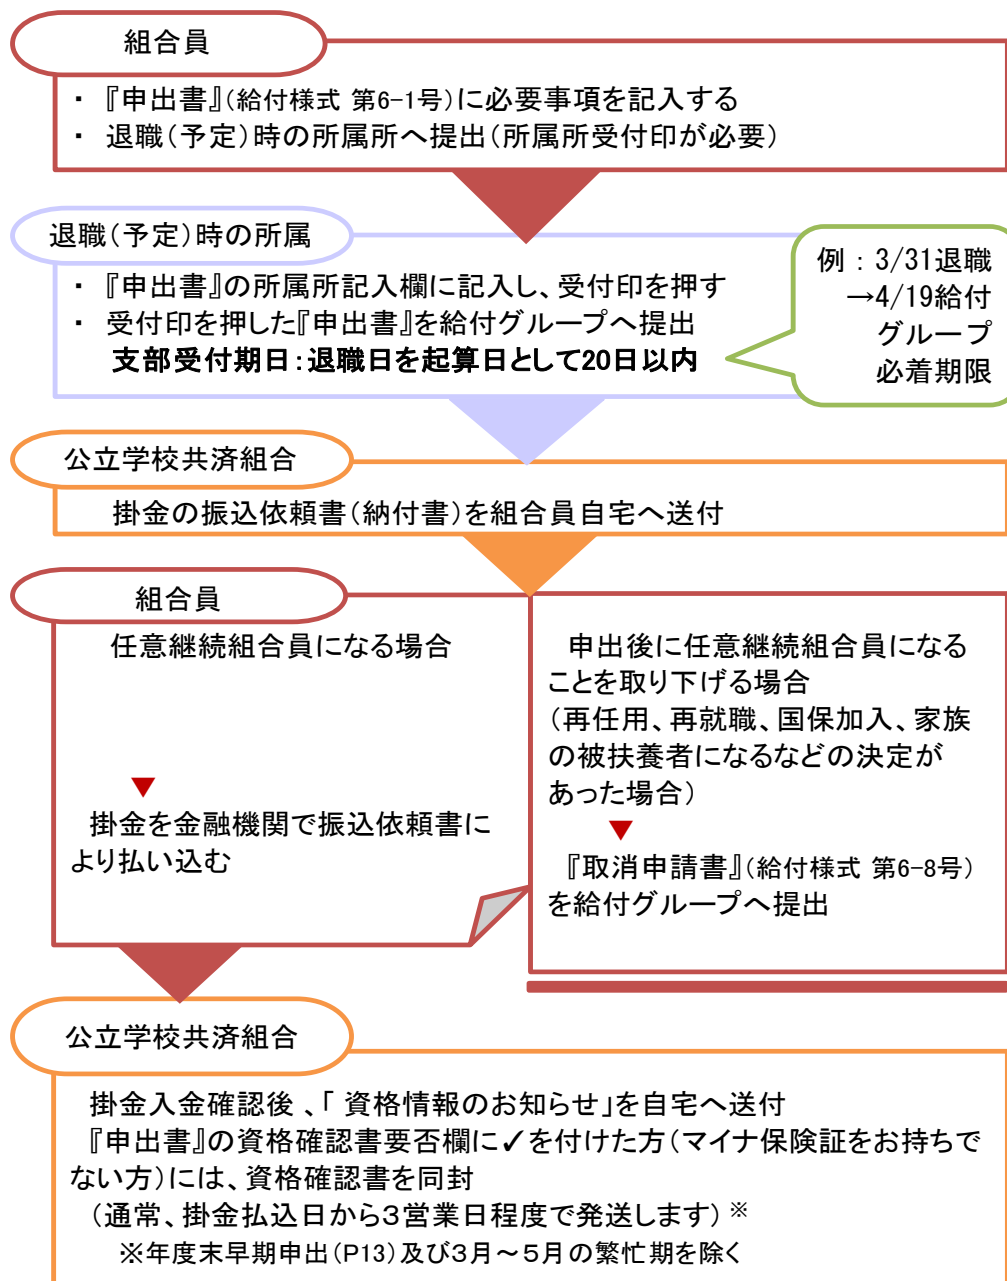 組合員
・ 『申出書』(給付様式 第6-1号)に必要事項を記入する
・ 退職(予定)時の所属所へ提出(所属所受付印が必要)
退職(予定)時の所属
・ 『申出書』の所属所記入欄に記入し、受付印を押す
・ 受付印を押した『申出書』を給付グループへ提出
支部受付期日:退職日を起算日として20日以内
例:3/31退職
→4/19給付
グループ
必着期限
公立学校共済組合
掛金の振込依頼書(納付書)を組合員自宅へ送付
組合員
任意継続組合員になる場合
▼
掛金を金融機関で振込依頼書に
より払い込む
申出後に任意継続組合員になる
ことを取り下げる場合
(再任用、再就職、国保加入、家族
の被扶養者になるなどの決定が
あった場合)
▼
『取消申請書』(給付様式 第6-8号)
を給付グループへ提出
公立学校共済組合
掛金入金確認後 、「 資格情報のお知らせ」を自宅へ送付
『申出書』の資格確認書要否欄に✓を付けた方(マイナ保険証をお持ちで
ない方)には、資格確認書を同封
(通常、掛金払込日から3営業日程度で発送します)※
※年度末早期申出(P13)及び3月~5月の繁忙期を除く